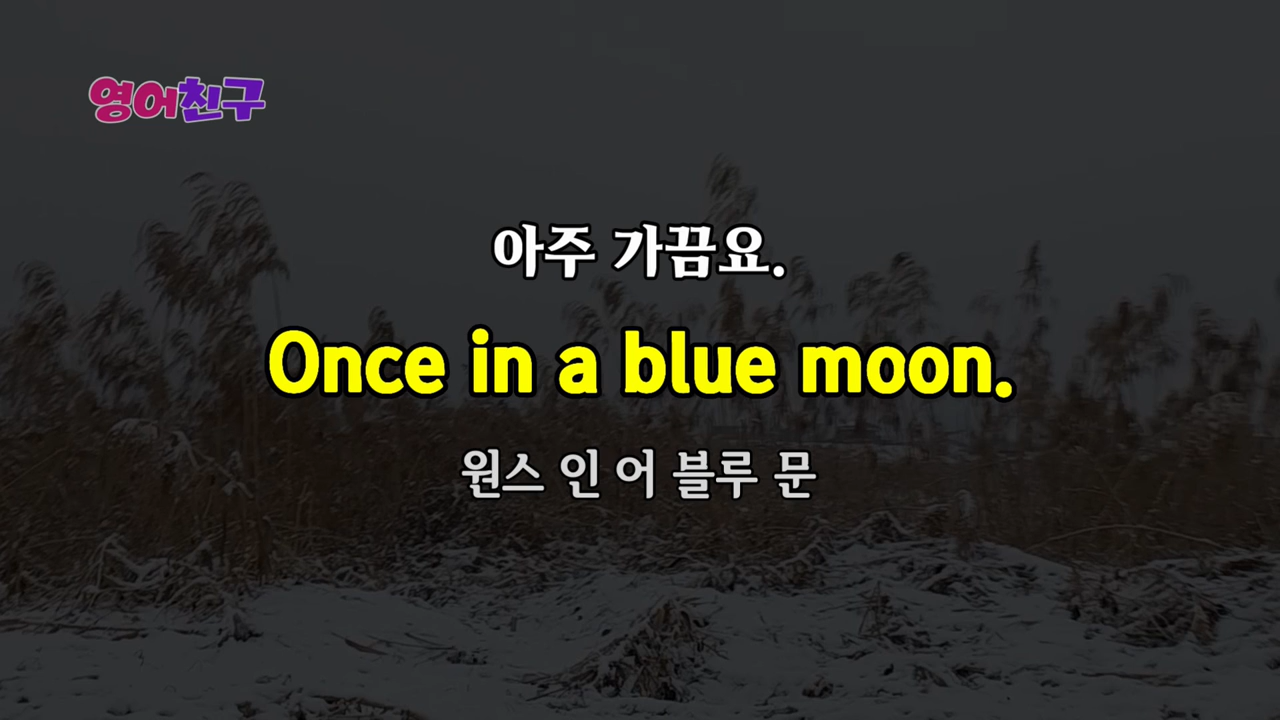 영어친구
아주 가끔요.
Once in a blue moon.
원스 인 어 블루 문